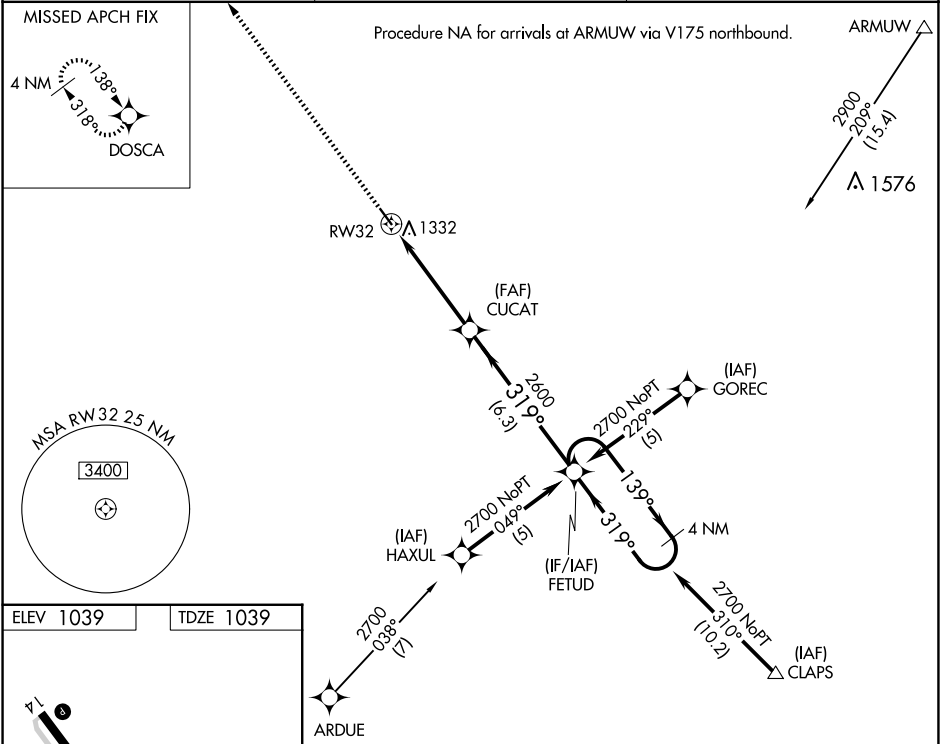 MISSED APCH FIX
4 NM
138°
318°
DOSCA
Procedure NA for arrivals at ARMUW via V175 northbound.
ARMUW
2900
209°
(15.4)
1576
RW32
1332
(FAF)
CUCAT
2600
319°
(6.3)
(IAF)
GOREC
2700 NoPT
229°
(5)
MSA RW32 25 NM
3400
139°
319°
4 NM
2700 NoPT
049°
(5)
(IAF)
HAXUL
(IF/IAF)
FETUD
2700 NoPT
310°
(10.2)
(IAF)
CLAPS
2700
038°
(7)
ARDUE
ELEV 1039
TDZE 1039
14
P